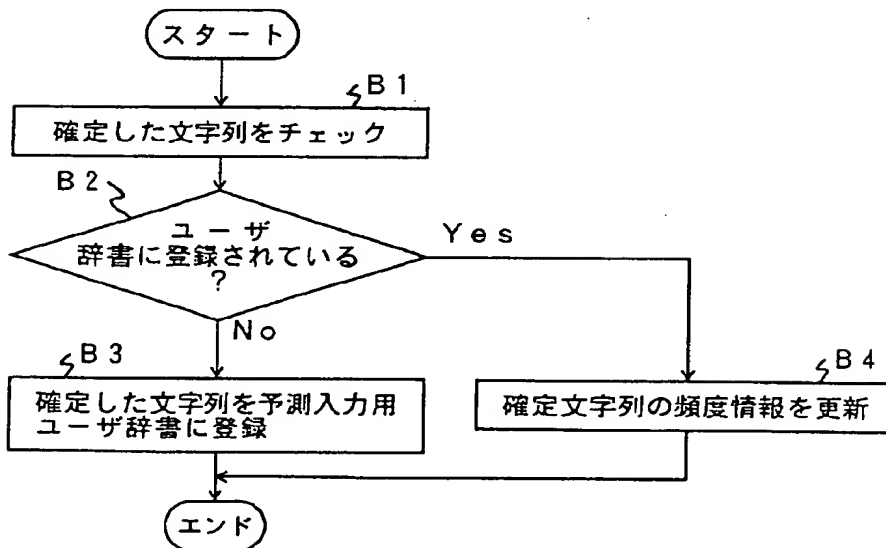 スタート
B1
確定した文字列をチェック
B2
ユーザ
辞書に登録されている
?
Yes
No
B3
確定した文字列を予測入力用
ユーザ辞書に登録
B4
確定文字列の頻度情報を更新
エンド